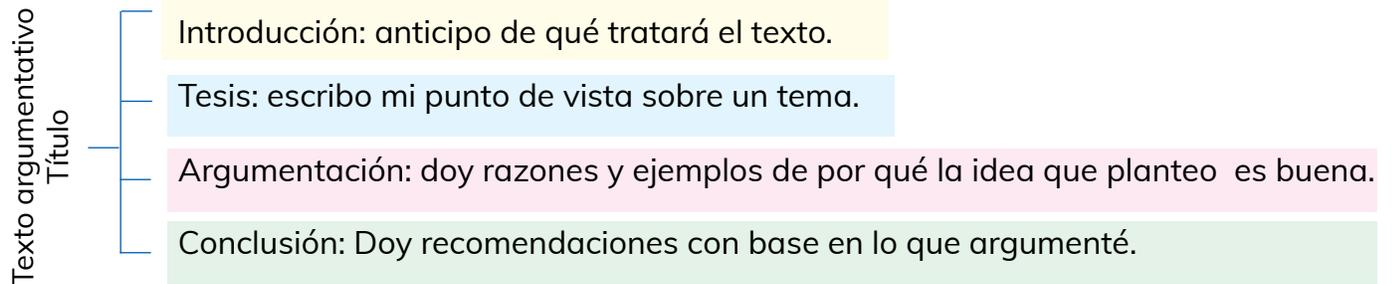 Texto argumentativo
Título
Introducción: anticipo de qué tratará el texto.
Tesis: escribo mi punto de vista sobre un tema.
Argumentación: doy razones y ejemplos de por qué la idea que planteo  es buena.
Conclusión: Doy recomendaciones con base en lo que argumenté.